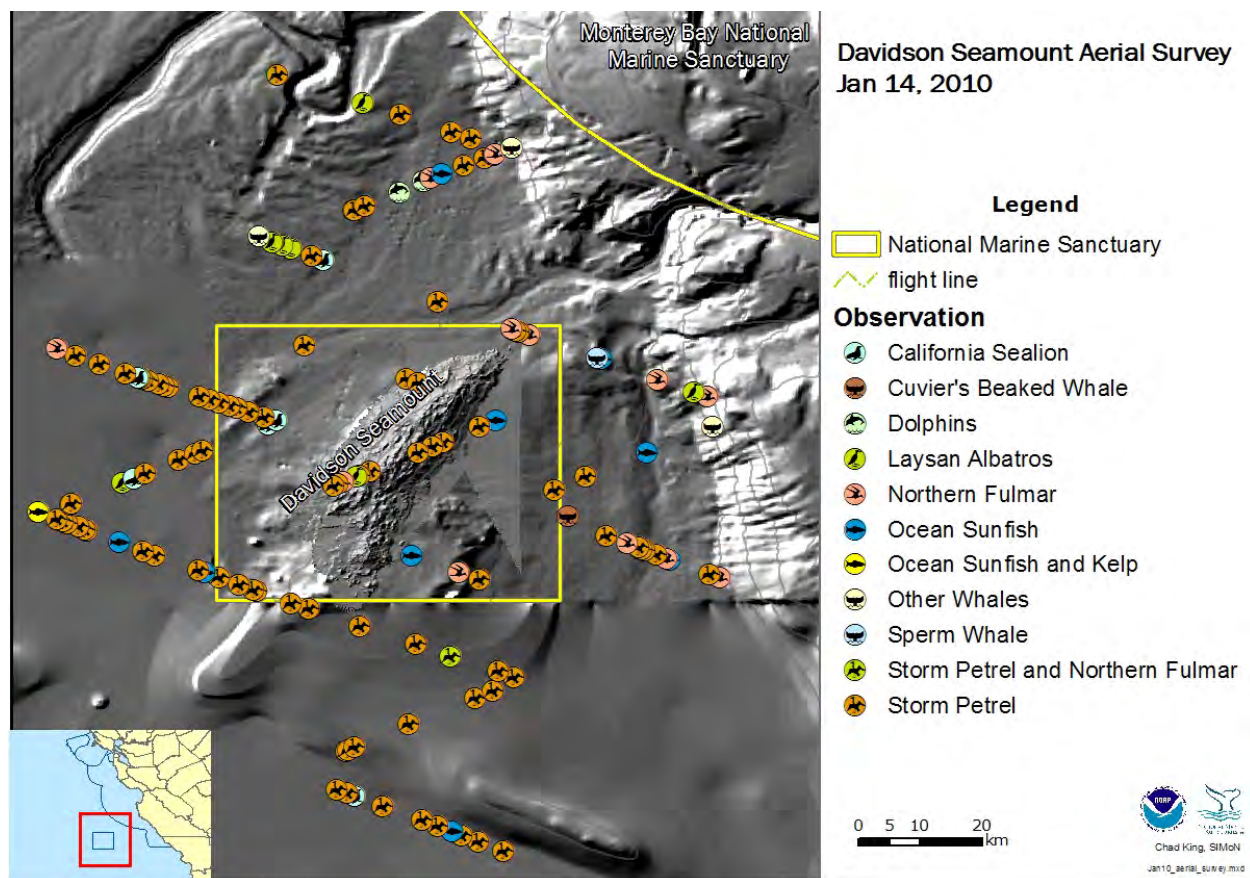 Monterey Bay National
Marine Sanctuary
Davidson Seamount
Davidson Seamount Aerial Survey
Jan 14, 2010
Legend
National Marine Sanctuary
flight line
Observation
California Sealion
Cuvier's Beaked Whale
Dolphins
Laysan Albatros
Northern Fulmar
Ocean Sunfish
Ocean Sunfish and Kelp
Other Whales
Sperm Whale
Storm Petrel and Northern Fulmar
Storm Petrel
0 5 10 20
km
Chad King, SIMoN
Jan10_aerial_survey.mxd